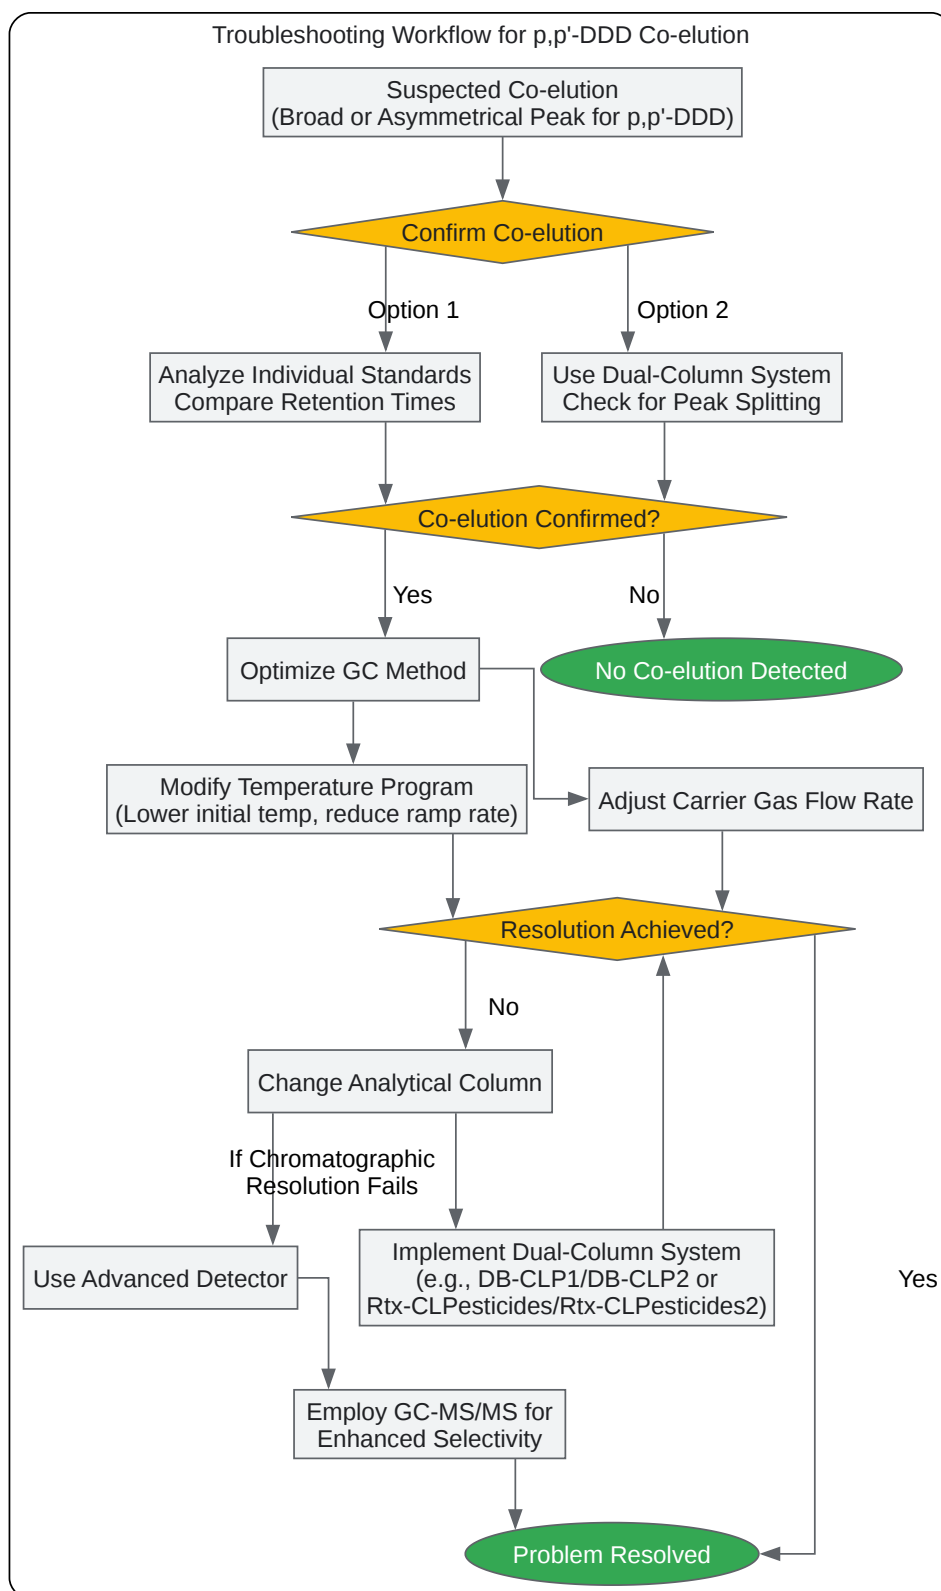 Troubleshooting Workflow for p,p'-DDD Co-elution
Suspected Co-elution
(Broad or Asymmetrical Peak for p,p'-DDD)
Confirm Co-elution
Option 1
Option 2
Analyze Individual Standards
Compare Retention Times
Use Dual-Column System
Check for Peak Splitting
Co-elution Confirmed?
Yes
No
Optimize GC Method
No Co-elution Detected
Modify Temperature Program
(Lower initial temp, reduce ramp rate)
Adjust Carrier Gas Flow Rate
Resolution Achieved?
No
Change Analytical Column
If Chromatographic
Resolution Fails
Use Advanced Detector
Implement Dual-Column System
(e.g., DB-CLP1/DB-CLP2 or
Rtx-CLPesticides/Rtx-CLPesticides2)
Yes
Employ GC-MS/MS for
Enhanced Selectivity
Problem Resolved